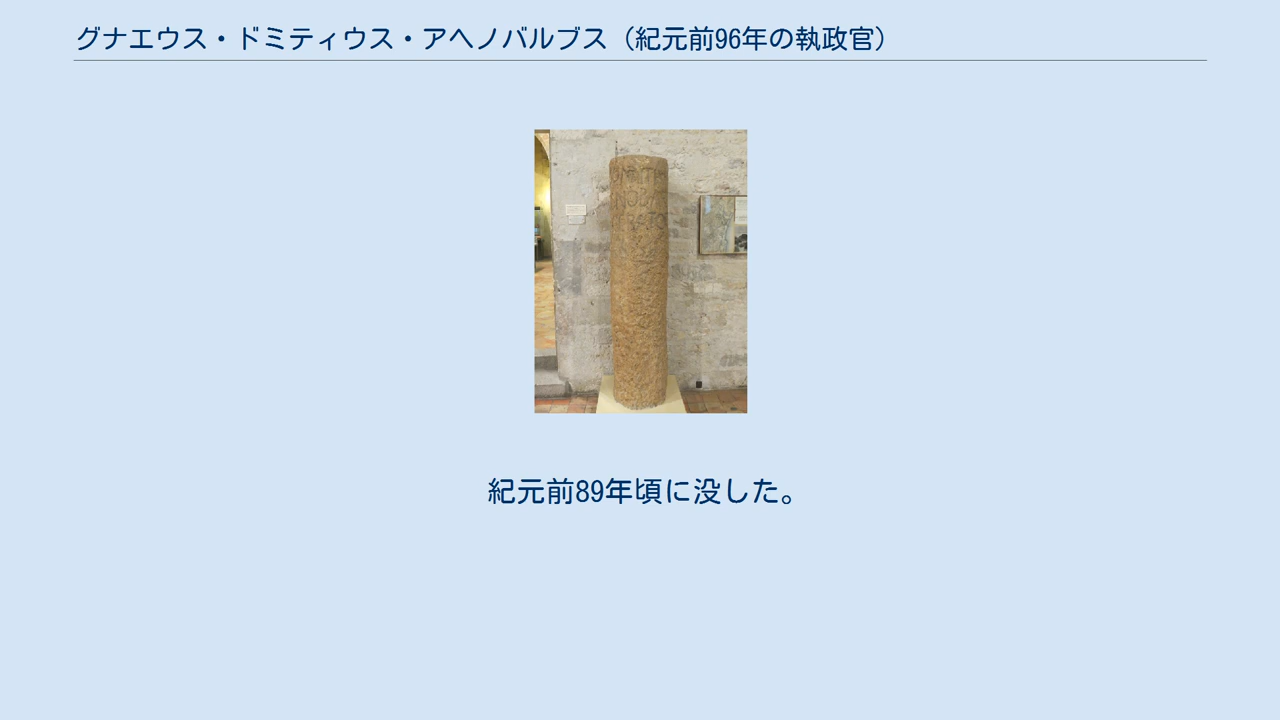 グナエウス・ドミティウス・アヘノバルブス（紀元前96年の執政官）
紀元前89年頃に没した。